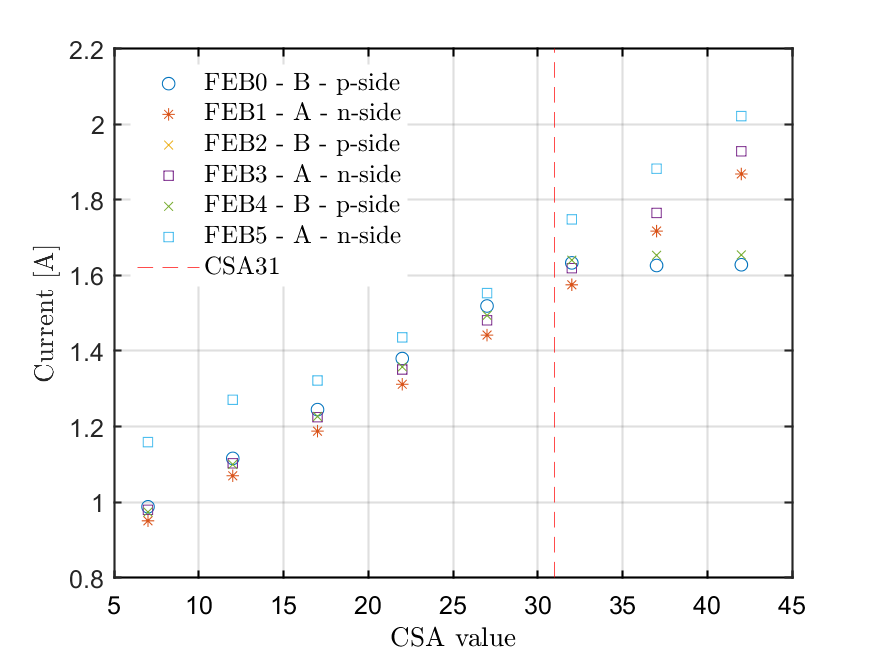 2.2
2
1.8
1.6
1.4
1.2
1
0.8
Current [A]
FEB0 - B - p-side
FEB1 - A - n-side
FEB2 - B - p-side
FEB3 - A - n-side
FEB4 - B - p-side
FEB5 - A - n-side
CSA31
5 10 15 20 25 30 35 40 45
CSA value